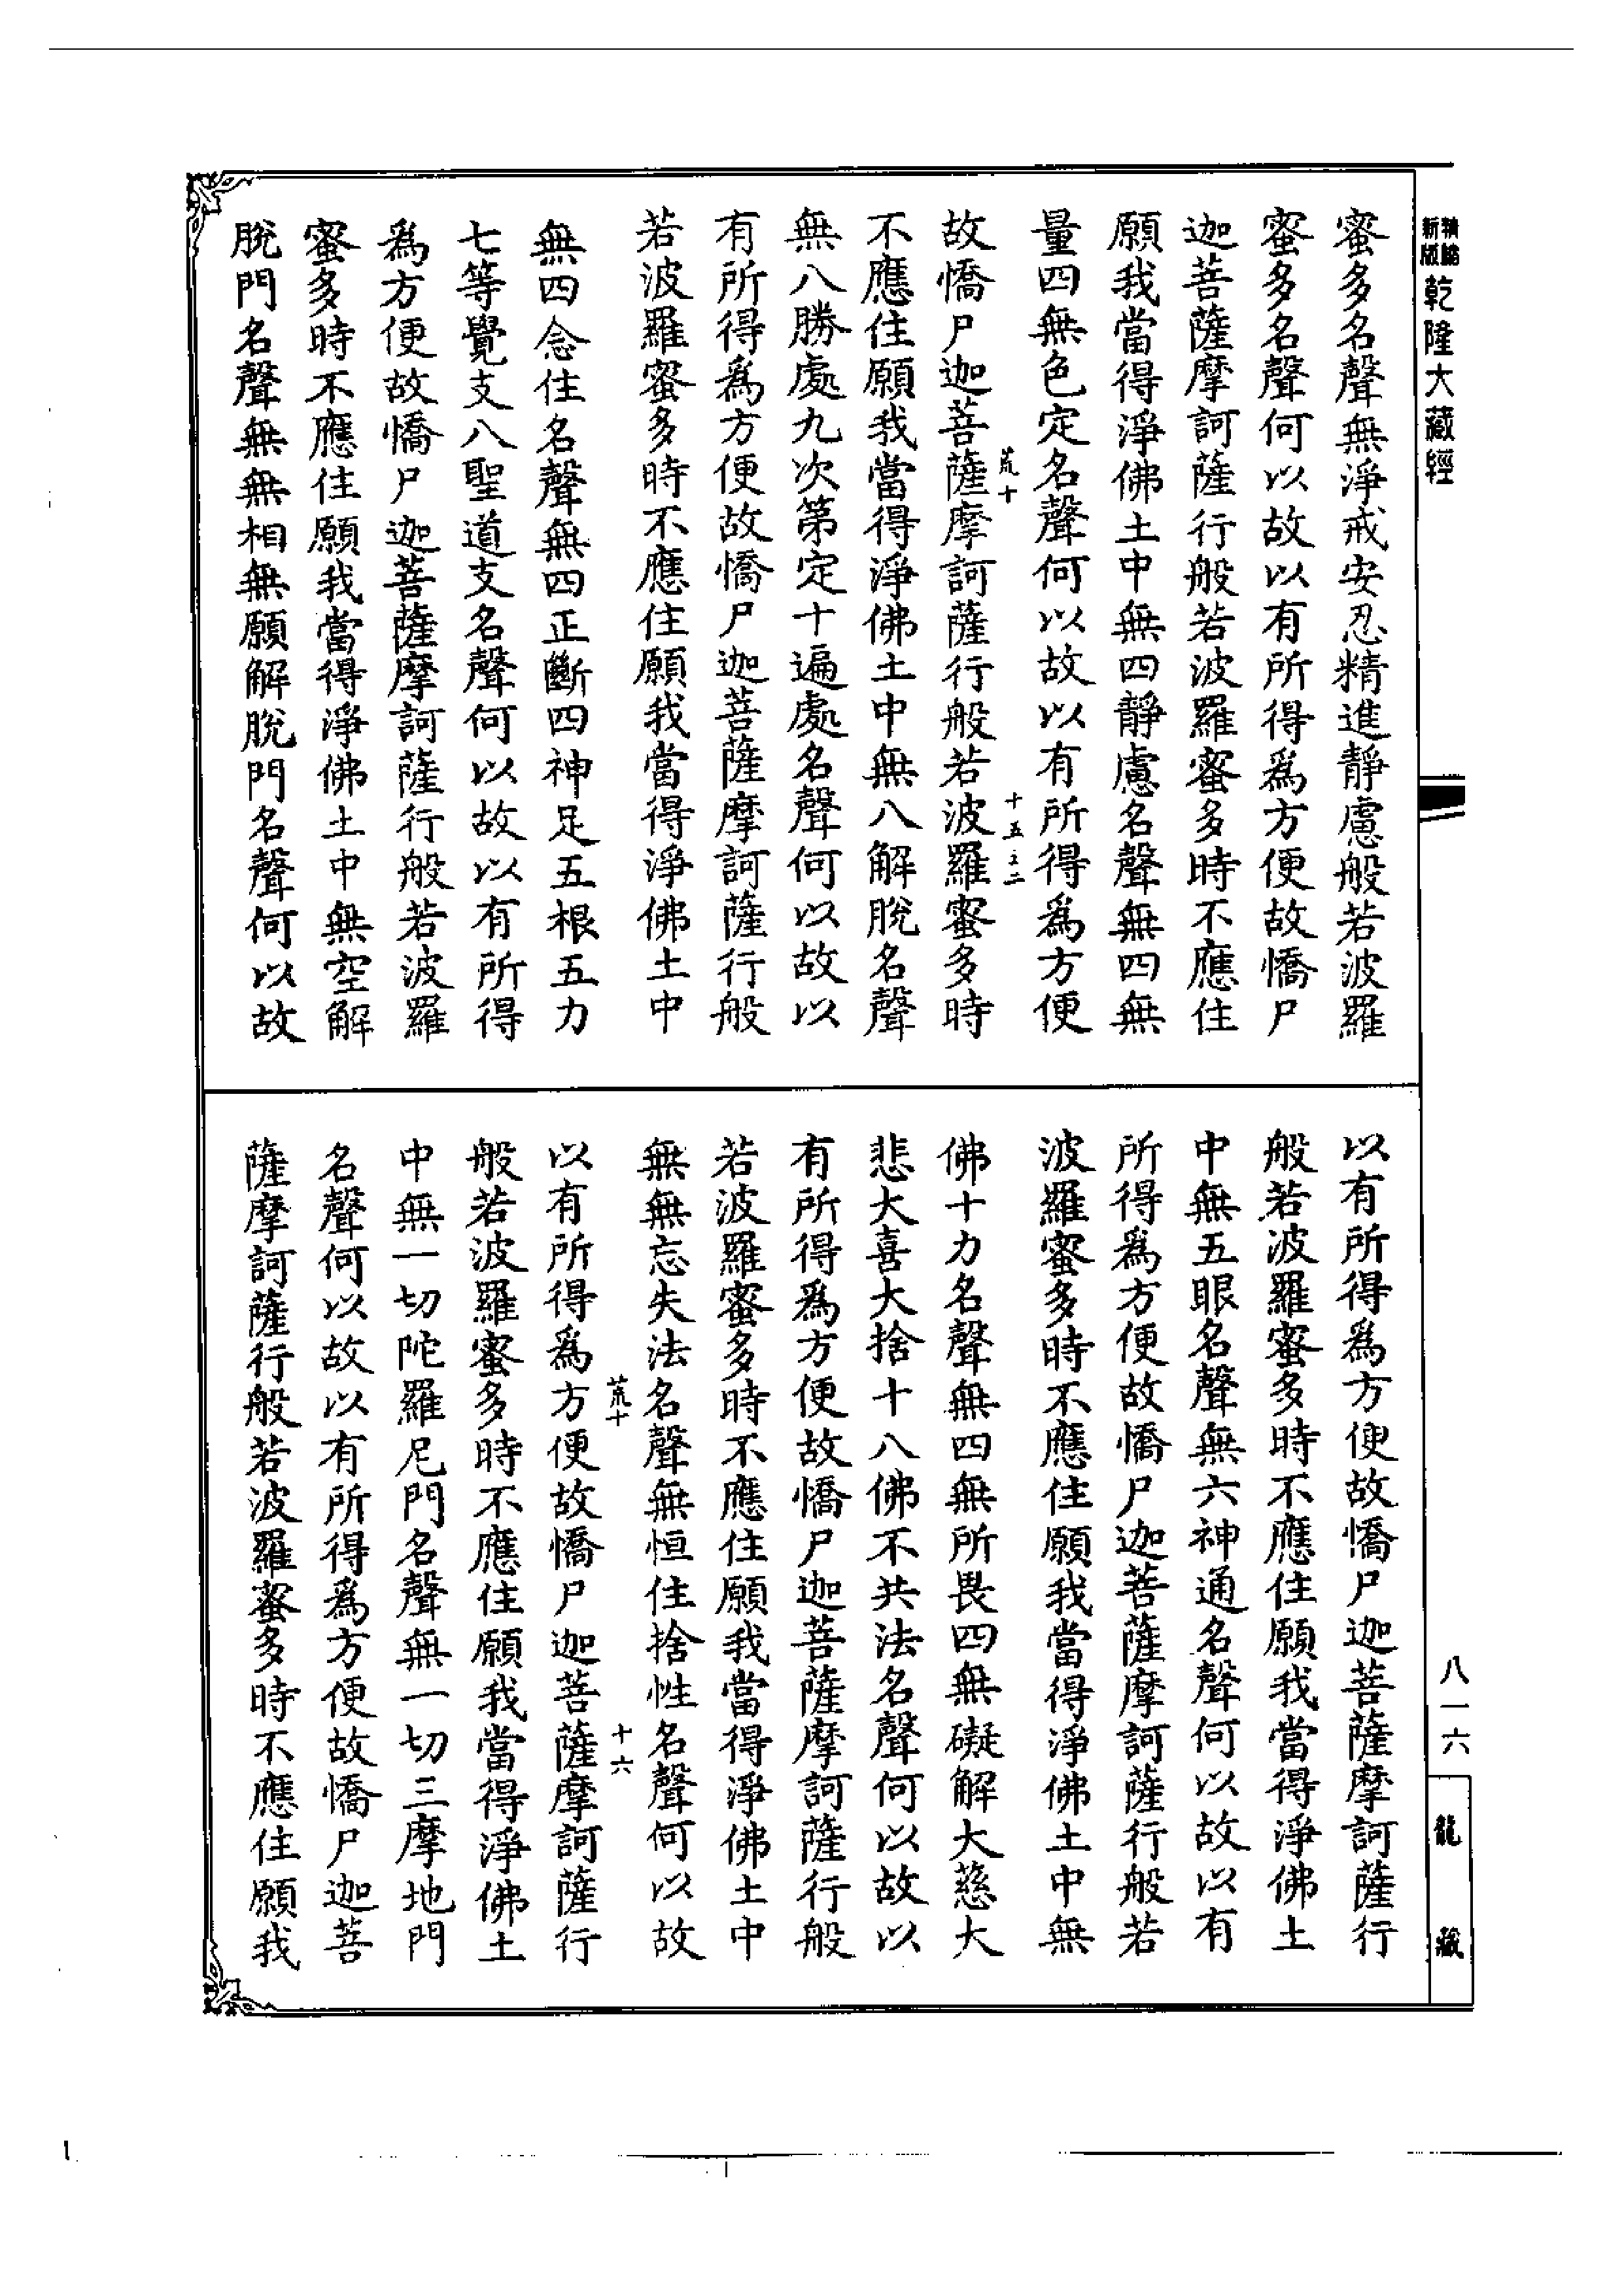 新版
乾隆大藏經
蜜多名聲無淨戒安忍精進靜慮般若波羅
蜜多名聲何以故以有所得為方便故憍尸
迦菩薩摩訶薩行般若波羅蜜多時不應住
願我當得淨佛土中無四靜慮名聲無四無
量四無色定名聲何以故以有所得為方便
荒十
故憍尸迦菩薩摩訶薩行般若波羅蜜多時
不應住願我當得淨佛土中無八解脫名聲
無八勝處九次第定十遍處名聲何以故以
有所得為方便故憍尸迦菩薩摩訶薩行般
若波羅蜜多時不應住願我當得淨佛土中
無四念住名聲無四正斷四神足五根五力
七等覺支八聖道支名聲何以故以有所得
為方便故憍尸迦菩薩摩訶薩行般若波羅
蜜多時不應住願我當得淨佛土中無空解
脫門名聲無無相無願解脫門名聲何以故
以有所得為方便故憍尸迦菩薩摩訶薩行
般若波羅蜜多時不應住願我當得淨佛土
中無五眼名聲無六神通名聲何以故以有
所得為方便故憍尸迦菩薩摩訶薩行般若
波羅蜜多時不應住願我當得淨佛土中無
佛十力名聲無四無所畏四無礙解大慈大
悲大喜大捨十八佛不共法名聲何以故以
有所得為方便故憍尸迦菩薩摩訶薩行般
若波羅蜜多時不應住願我當得淨佛土中
無無忘失法名聲無恒住捨性名聲何以故
荒十
十六
以有所得為方便故憍尸迦菩薩摩訶薩行
般若波羅蜜多時不應住願我當得淨佛土
中無一切陀羅尼門名聲無一切三摩地門
名聲何以故以有所得為方便故憍尸迦菩
薩摩訶薩行般若波羅蜜多時不應住願我
八一六
龍藏